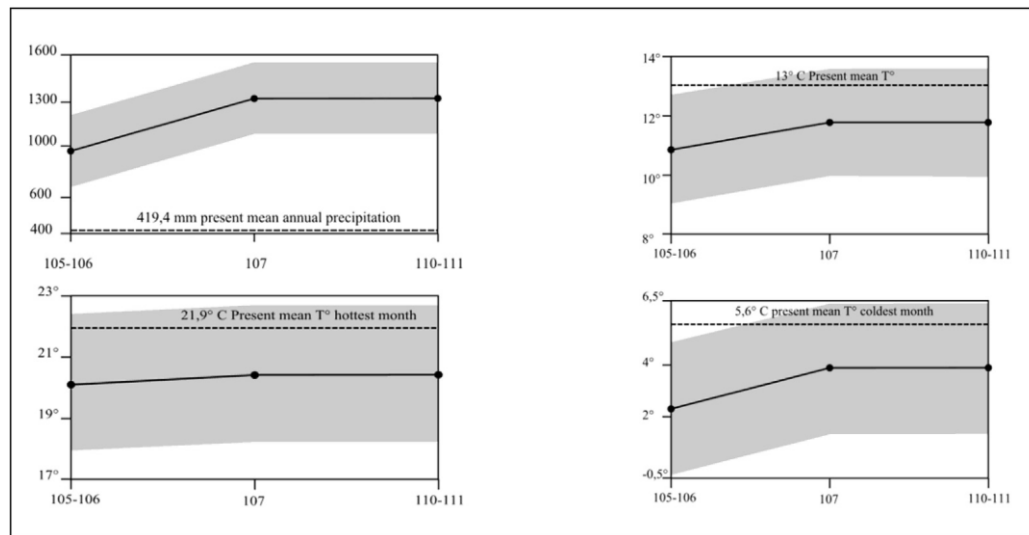 1600
1300
1000
600
400
419,4 mm present mean annual precipitation
105-106 107 110-111
14°
12°
10°
8°
13° C Present mean T°
105-106 107 110-111
23°
21°
19°
17°
21,9° C Present mean T° hottest month
105-106 107 110-111
6,5°
4°
2°
-0,5°
5,6° C present mean T° coldest month
105-106 107 110-111